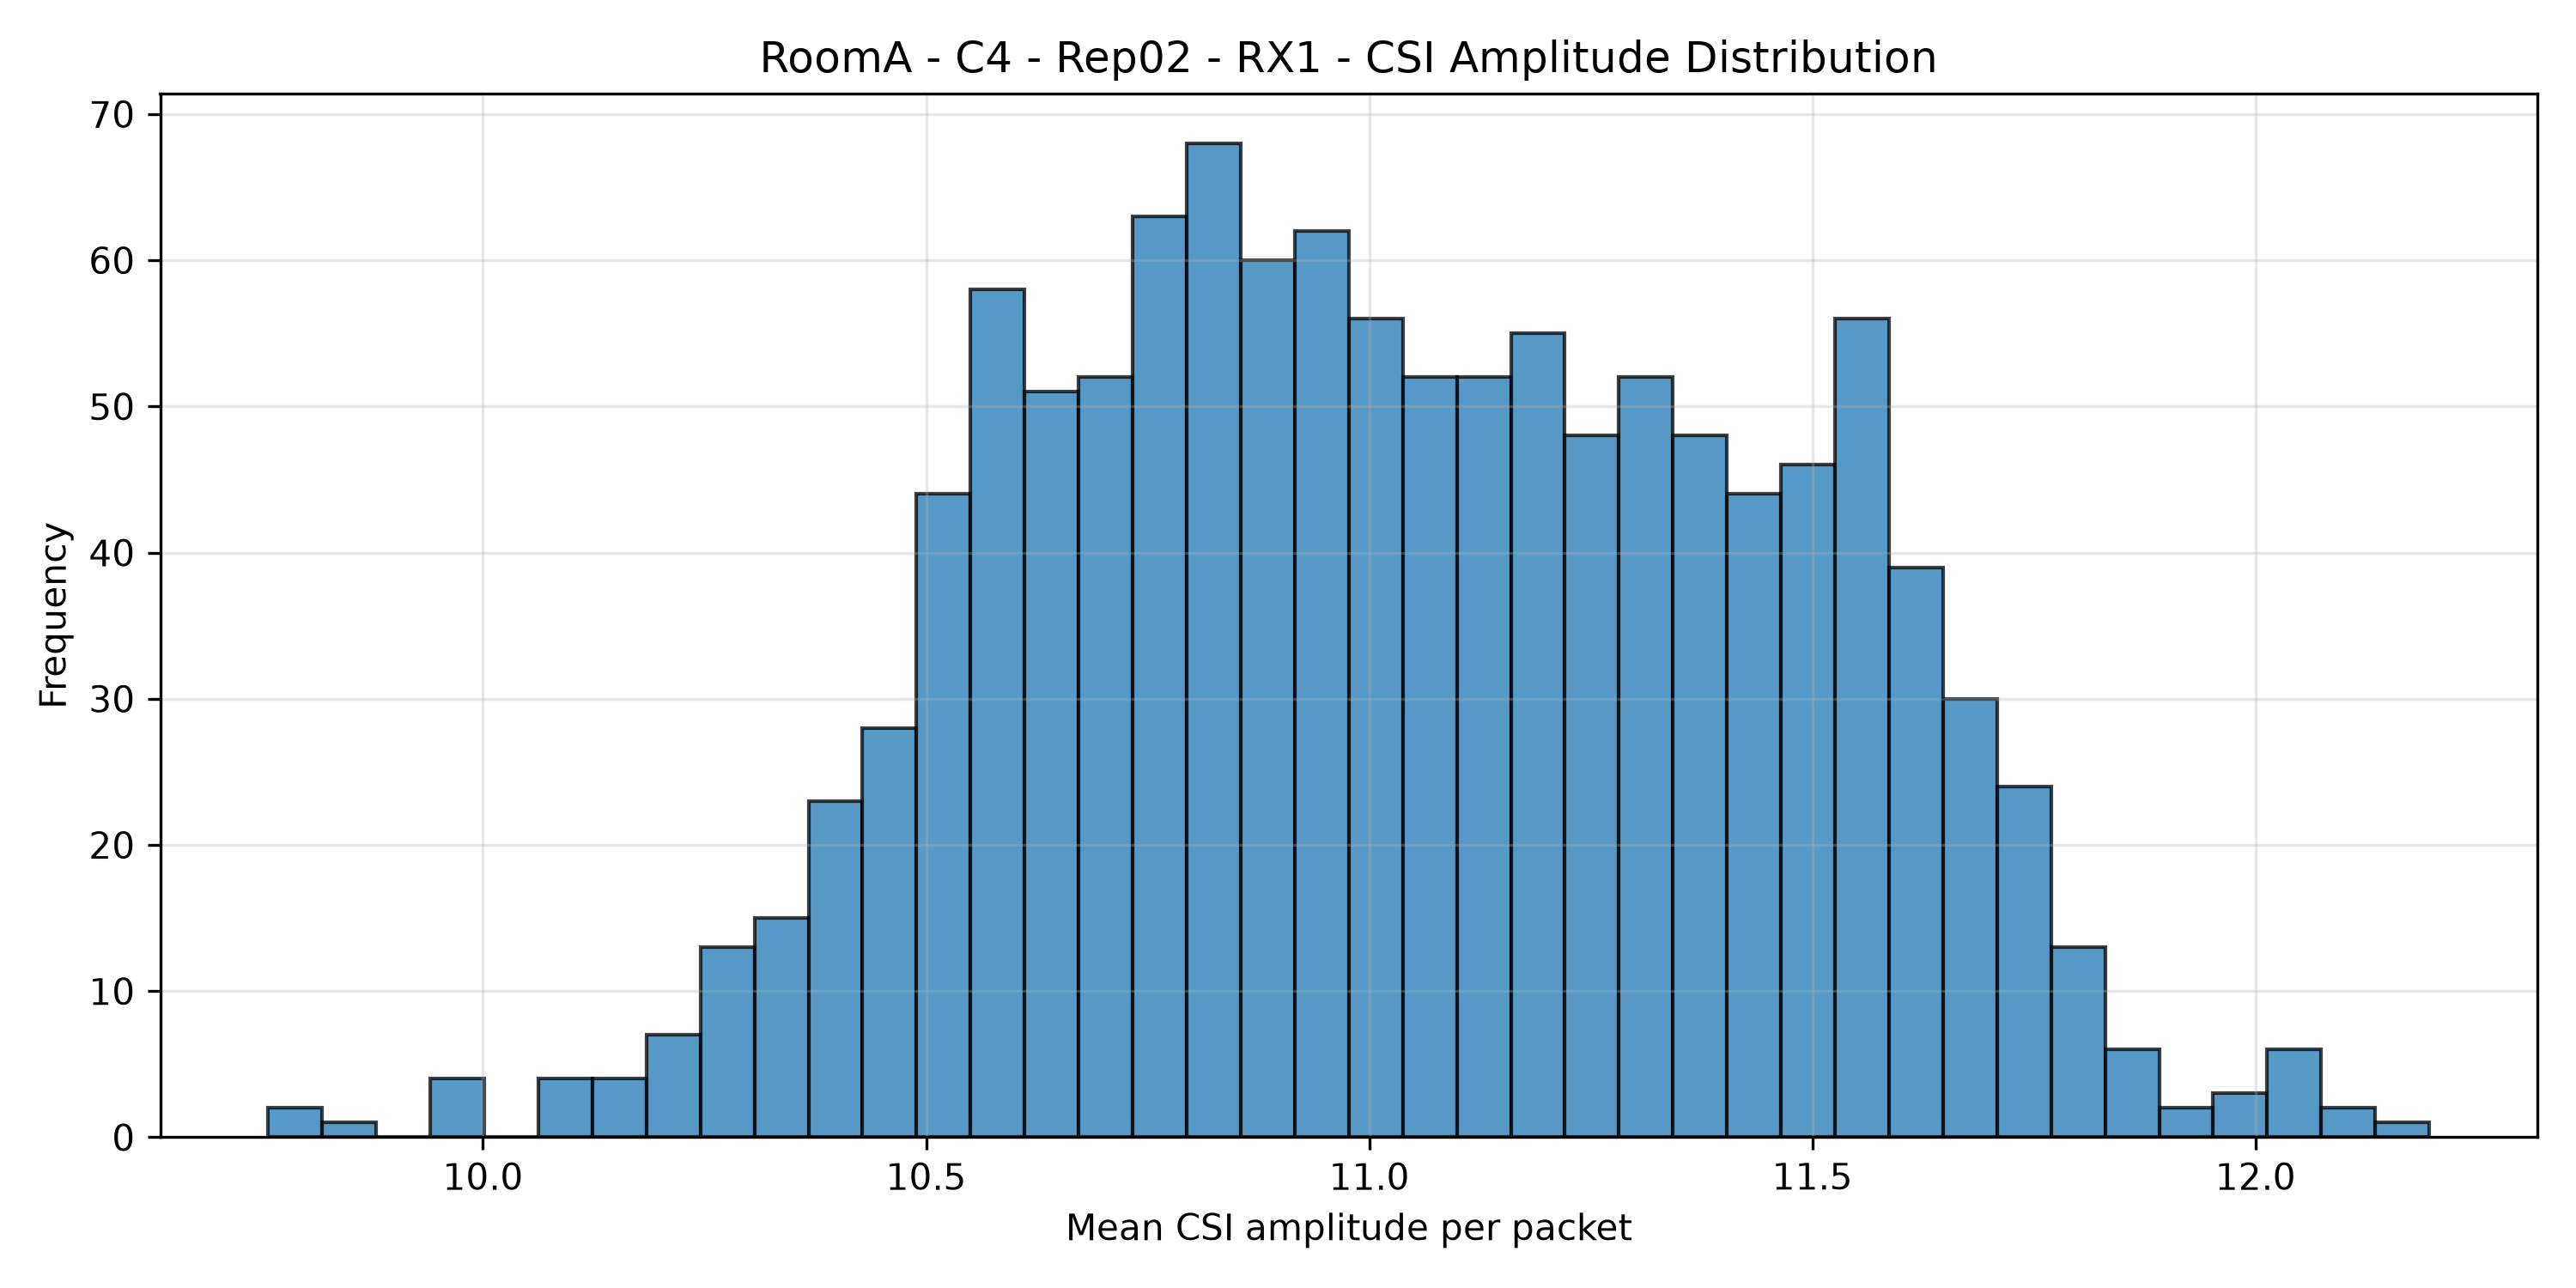 RoomA - C4 - Rep02 - RX1 - CSI Amplitude Distribution
70
60
50
40
30
20
10
0
Frequency
10.0 10.5 11.0 11.5 12.0
Mean CSI amplitude per packet